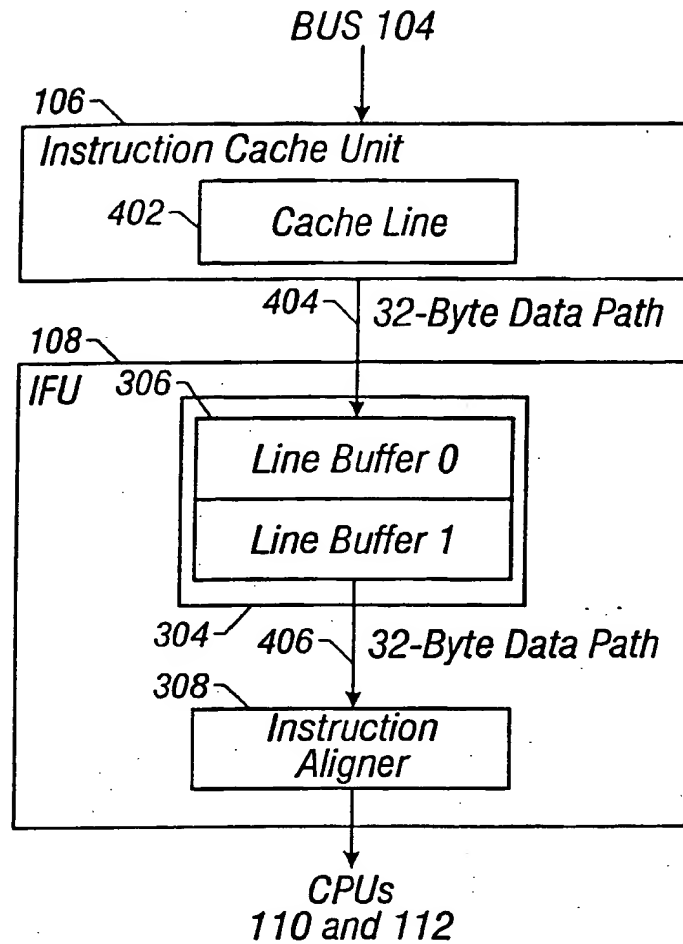 BUS 104
106
Instruction Cache Unit
402
Cache Line
404
32-Byte Data Path
108
IFU
306
Line Buffer 0
Line Buffer 1
304
406
32-Byte Data Path
308
Instruction
Aligner
CPUs
110 and 112